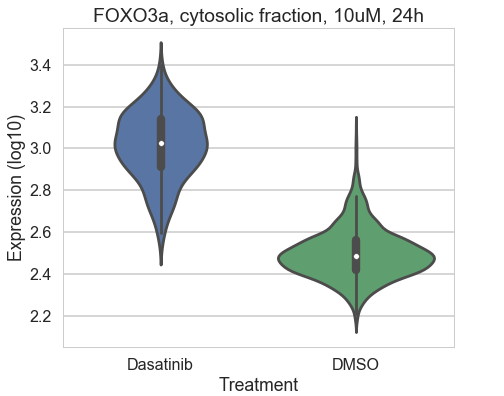 FOXO3a, cytosolic fraction, 10uM, 24h
Expression (log10)
3.4
3.2
3.0
2.8
2.6
2.4
2.2
Dasatinib
DMSO
Treatment